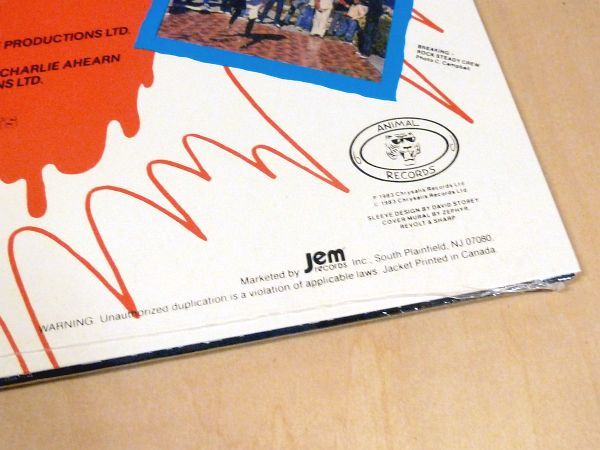 PRODUCTIONS LTD.
CHARLIE AHEARN
NS LTD.
BREAKING -
ROCK STEADY CREW
Photo C. Campbell
ANIMAL
RECORDS
P 1983 Chrysalis Records Ltd
© 1983 Chrysalis Records Ltd.
SLEEVE DESIGN BY DAVID STOREY
COVER MURAL BY ZEPHYR,
REVOLT & SHARP
Marketed by Jem records Inc., South Plainfield, NJ 07080.
WARNING: Unauthorized duplication is a violation of applicable laws. Jacket Printed in Canada.